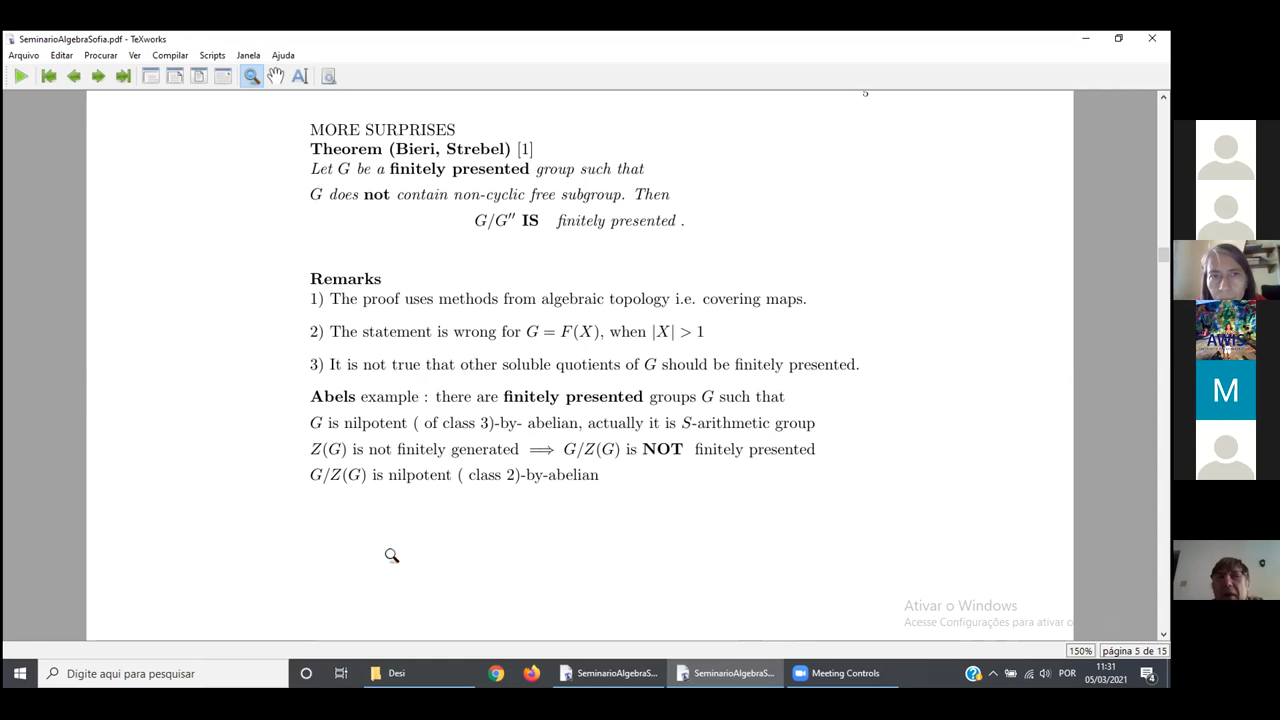 SeminarioAlgebraSofia.pdf - TeXworks
Arquivo Editar Procurar Ver Compilar Scripts Janela Ajuda
5
MORE SURPRISES
Theorem (Bieri, Strebel) [1]
Let G be a finitely presented group such that
G does not contain non-cyclic free subgroup. Then
G/G′′ IS finitely presented .
Remarks
1) The proof uses methods from algebraic topology i.e. covering maps.
2) The statement is wrong for G = F(X), when |X| > 1
3) It is not true that other soluble quotients of G should be finitely presented.
Abels example : there are finitely presented groups G such that
G is nilpotent ( of class 3)-by- abelian, actually it is S-arithmetic group
Z(G) is not finitely generated ⟹ G/Z(G) is NOT finitely presented
G/Z(G) is nilpotent ( class 2)-by-abelian
AWIS
M
Ativar o Windows
Acesse Configurações para ativar o
150% página 5 de 15
Digite aqui para pesquisar
Desi
SeminarioAlgebraS...
SeminarioAlgebraS...
Meeting Controls
POR
11:31
05/03/2021
4